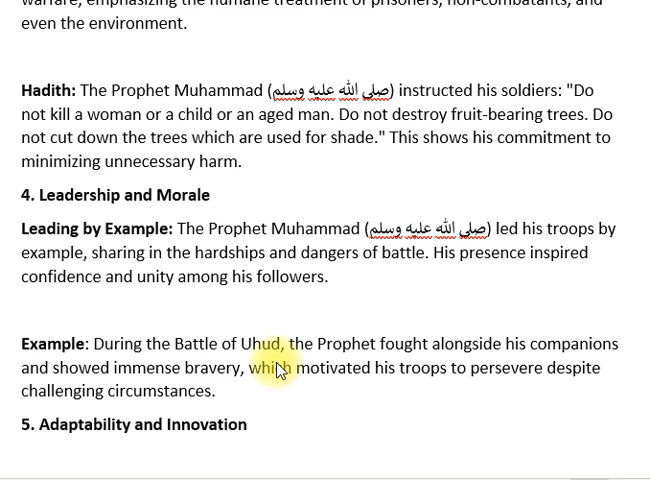 warfare, emphasizing the humane treatment of prisoners, non-combatants, and
even the environment.
Hadith: The Prophet Muhammad (صلى الله عليه وسلم) instructed his soldiers: "Do
not kill a woman or a child or an aged man. Do not destroy fruit-bearing trees. Do
not cut down the trees which are used for shade." This shows his commitment to
minimizing unnecessary harm.
4. Leadership and Morale
Leading by Example: The Prophet Muhammad (صلى الله عليه وسلم) led his troops by
example, sharing in the hardships and dangers of battle. His presence inspired
confidence and unity among his followers.
Example: During the Battle of Uhud, the Prophet fought alongside his companions
and showed immense bravery, which motivated his troops to persevere despite
challenging circumstances.
5. Adaptability and Innovation